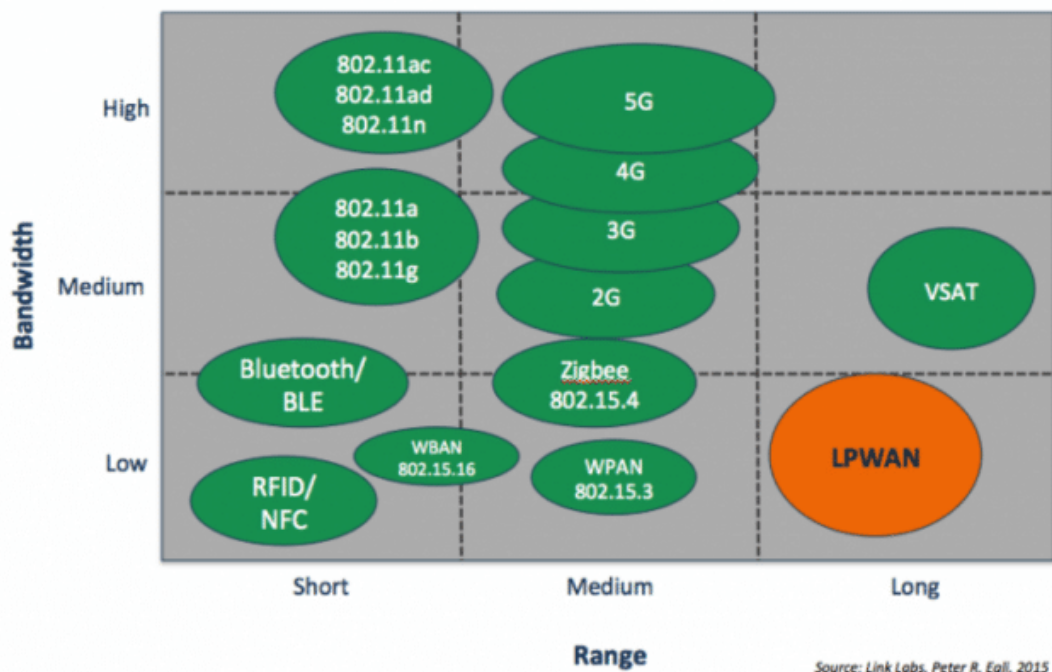 802.11ac
802.11ad
802.11n
5G
High
4G
802.11a
802.11b
802.11g
3G
Bandwidth
Medium
2G
VSAT
Bluetooth/
BLE
Zigbee
802.15.4
Low
WBAN
802.15.16
WPAN
802.15.3
LPWAN
RFID/
NFC
Short
Medium
Long
Range
Source: Link Labs, Peter R. Egli, 2015